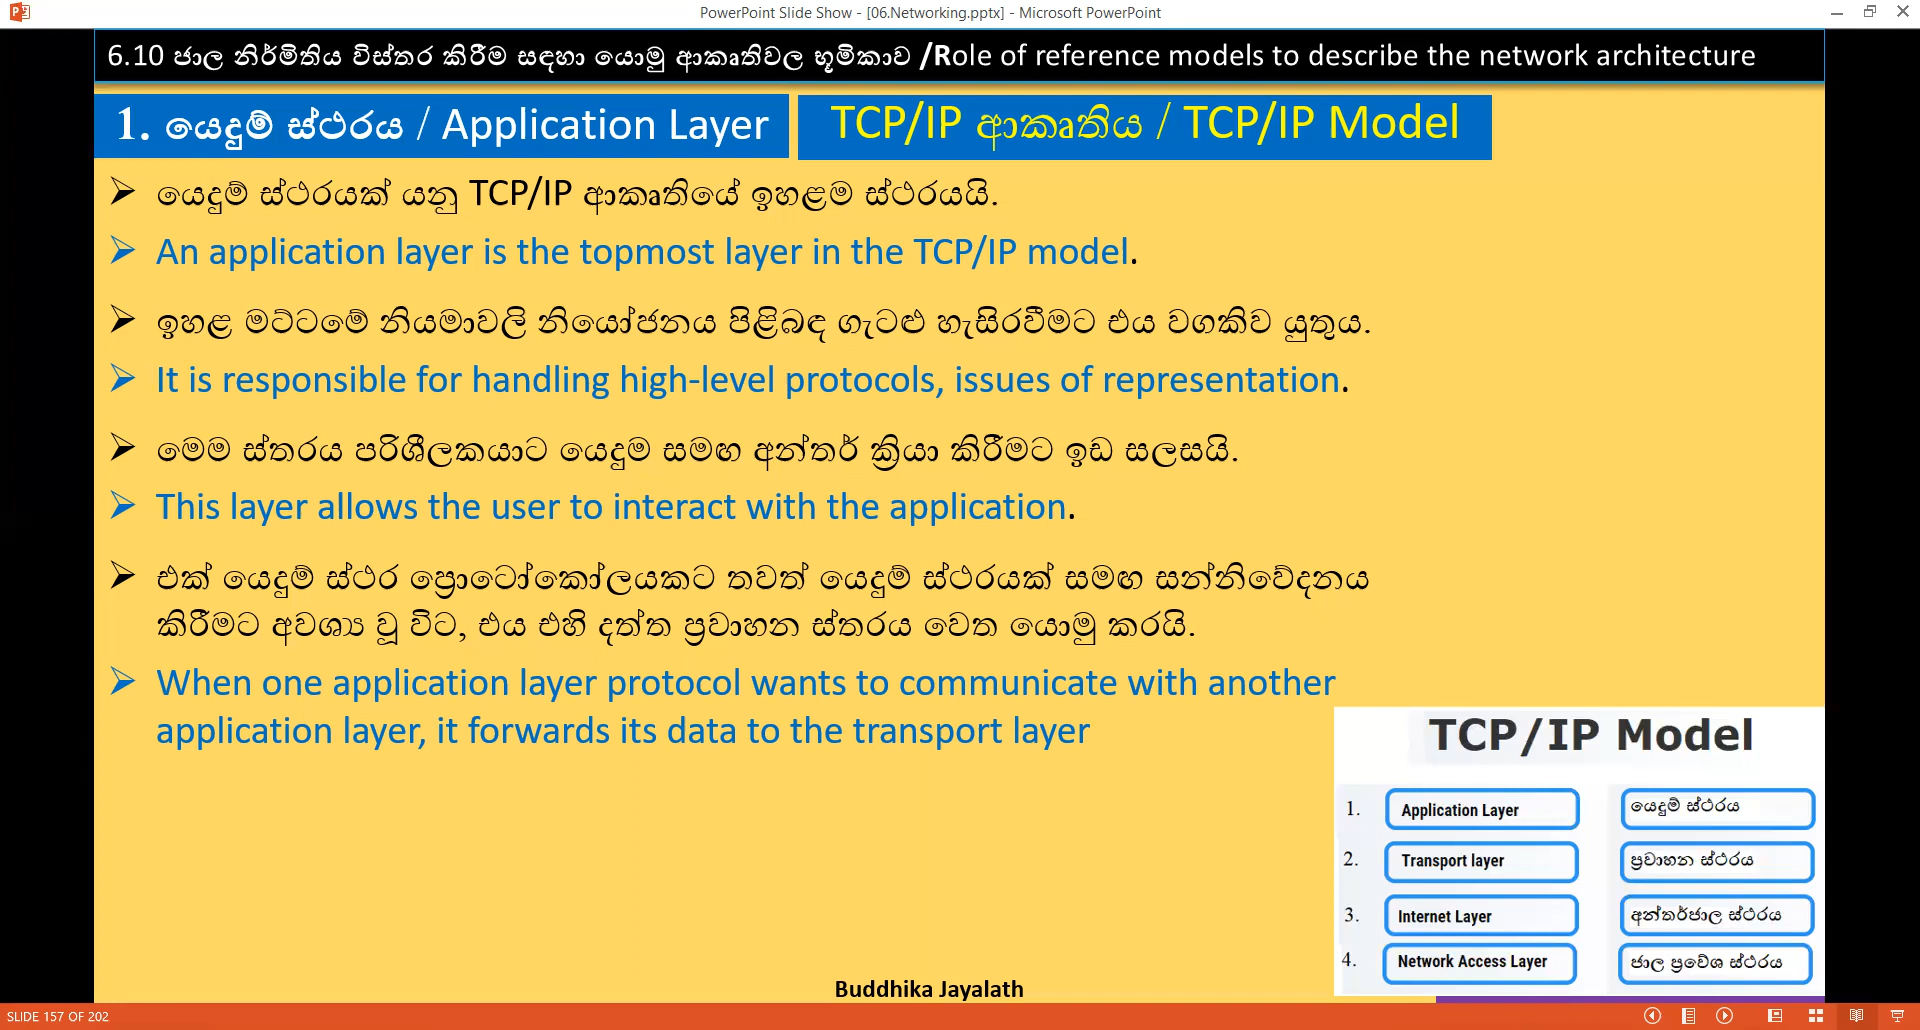 PowerPoint Slide Show - [06.Networking.pptx] - Microsoft PowerPoint
6.10 ජාල නිර්මිතිය විස්තර කිරීම සඳහා යොමු ආකෘතිවල භූමිකාව /Role of reference models to describe the network architecture
1. යෙදුම් ස්ථරය / Application Layer
TCP/IP ආකෘතිය / TCP/IP Model
යෙදුම් ස්ථරයක් යනු TCP/IP ආකෘතියේ ඉහළම ස්ථරයයි.
An application layer is the topmost layer in the TCP/IP model.
ඉහළ මට්ටමේ නියමාවලි නියෝජනය පිළිබඳ ගැටළු හැසිරවීමට එය වගකිව යුතුය.
It is responsible for handling high-level protocols, issues of representation.
මෙම ස්තරය පරිශීලකයාට යෙදුම සමඟ අන්තර් ක්‍රියා කිරීමට ඉඩ සලසයි.
This layer allows the user to interact with the application.
එක් යෙදුම් ස්ථර ප්‍රොටෝකෝලයකට තවත් යෙදුම් ස්ථරයක් සමඟ සන්නිවේදනය
කිරීමට අවශ්‍ය වූ විට, එය එහි දත්ත ප්‍රවාහන ස්තරය වෙත යොමු කරයි.
When one application layer protocol wants to communicate with another
application layer, it forwards its data to the transport layer
TCP/IP Model
1. Application Layer යෙදුම් ස්ථරය
2. Transport layer ප්‍රවාහන ස්ථරය
3. Internet Layer අන්තර්ජාල ස්ථරය
4. Network Access Layer ජාල ප්‍රවේශ ස්ථරය
Buddhika Jayalath
SLIDE 157 OF 202